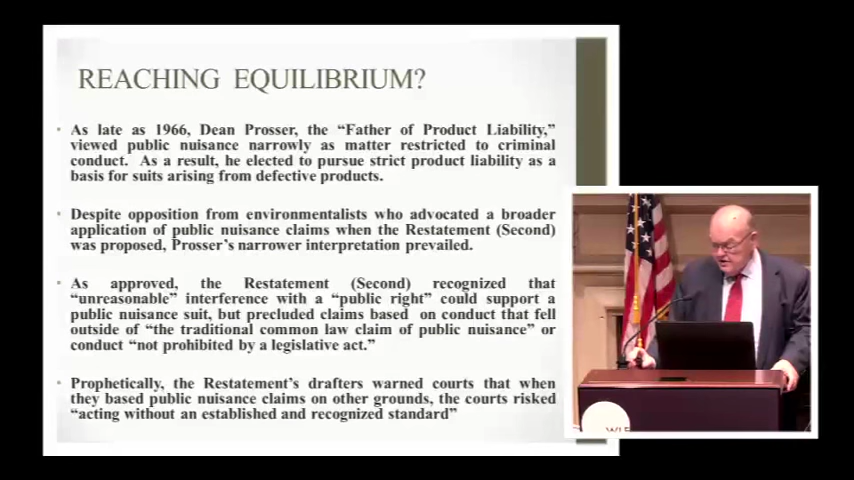 REACHING EQUILIBRIUM?
• As late as 1966, Dean Prosser, the “Father of Product Liability,”
viewed public nuisance narrowly as matter restricted to criminal
conduct. As a result, he elected to pursue strict product liability as a
basis for suits arising from defective products.
• Despite opposition from environmentalists who advocated a broader
application of public nuisance claims when the Restatement (Second)
was proposed, Prosser’s narrower interpretation prevailed.
• As approved, the Restatement (Second) recognized that
“unreasonable” interference with a “public right” could support a
public nuisance suit, but precluded claims based on conduct that fell
outside of “the traditional common law claim of public nuisance” or
conduct “not prohibited by a legislative act.”
• Prophetically, the Restatement’s drafters warned courts that when
they based public nuisance claims on other grounds, the courts risked
“acting without an established and recognized standard”